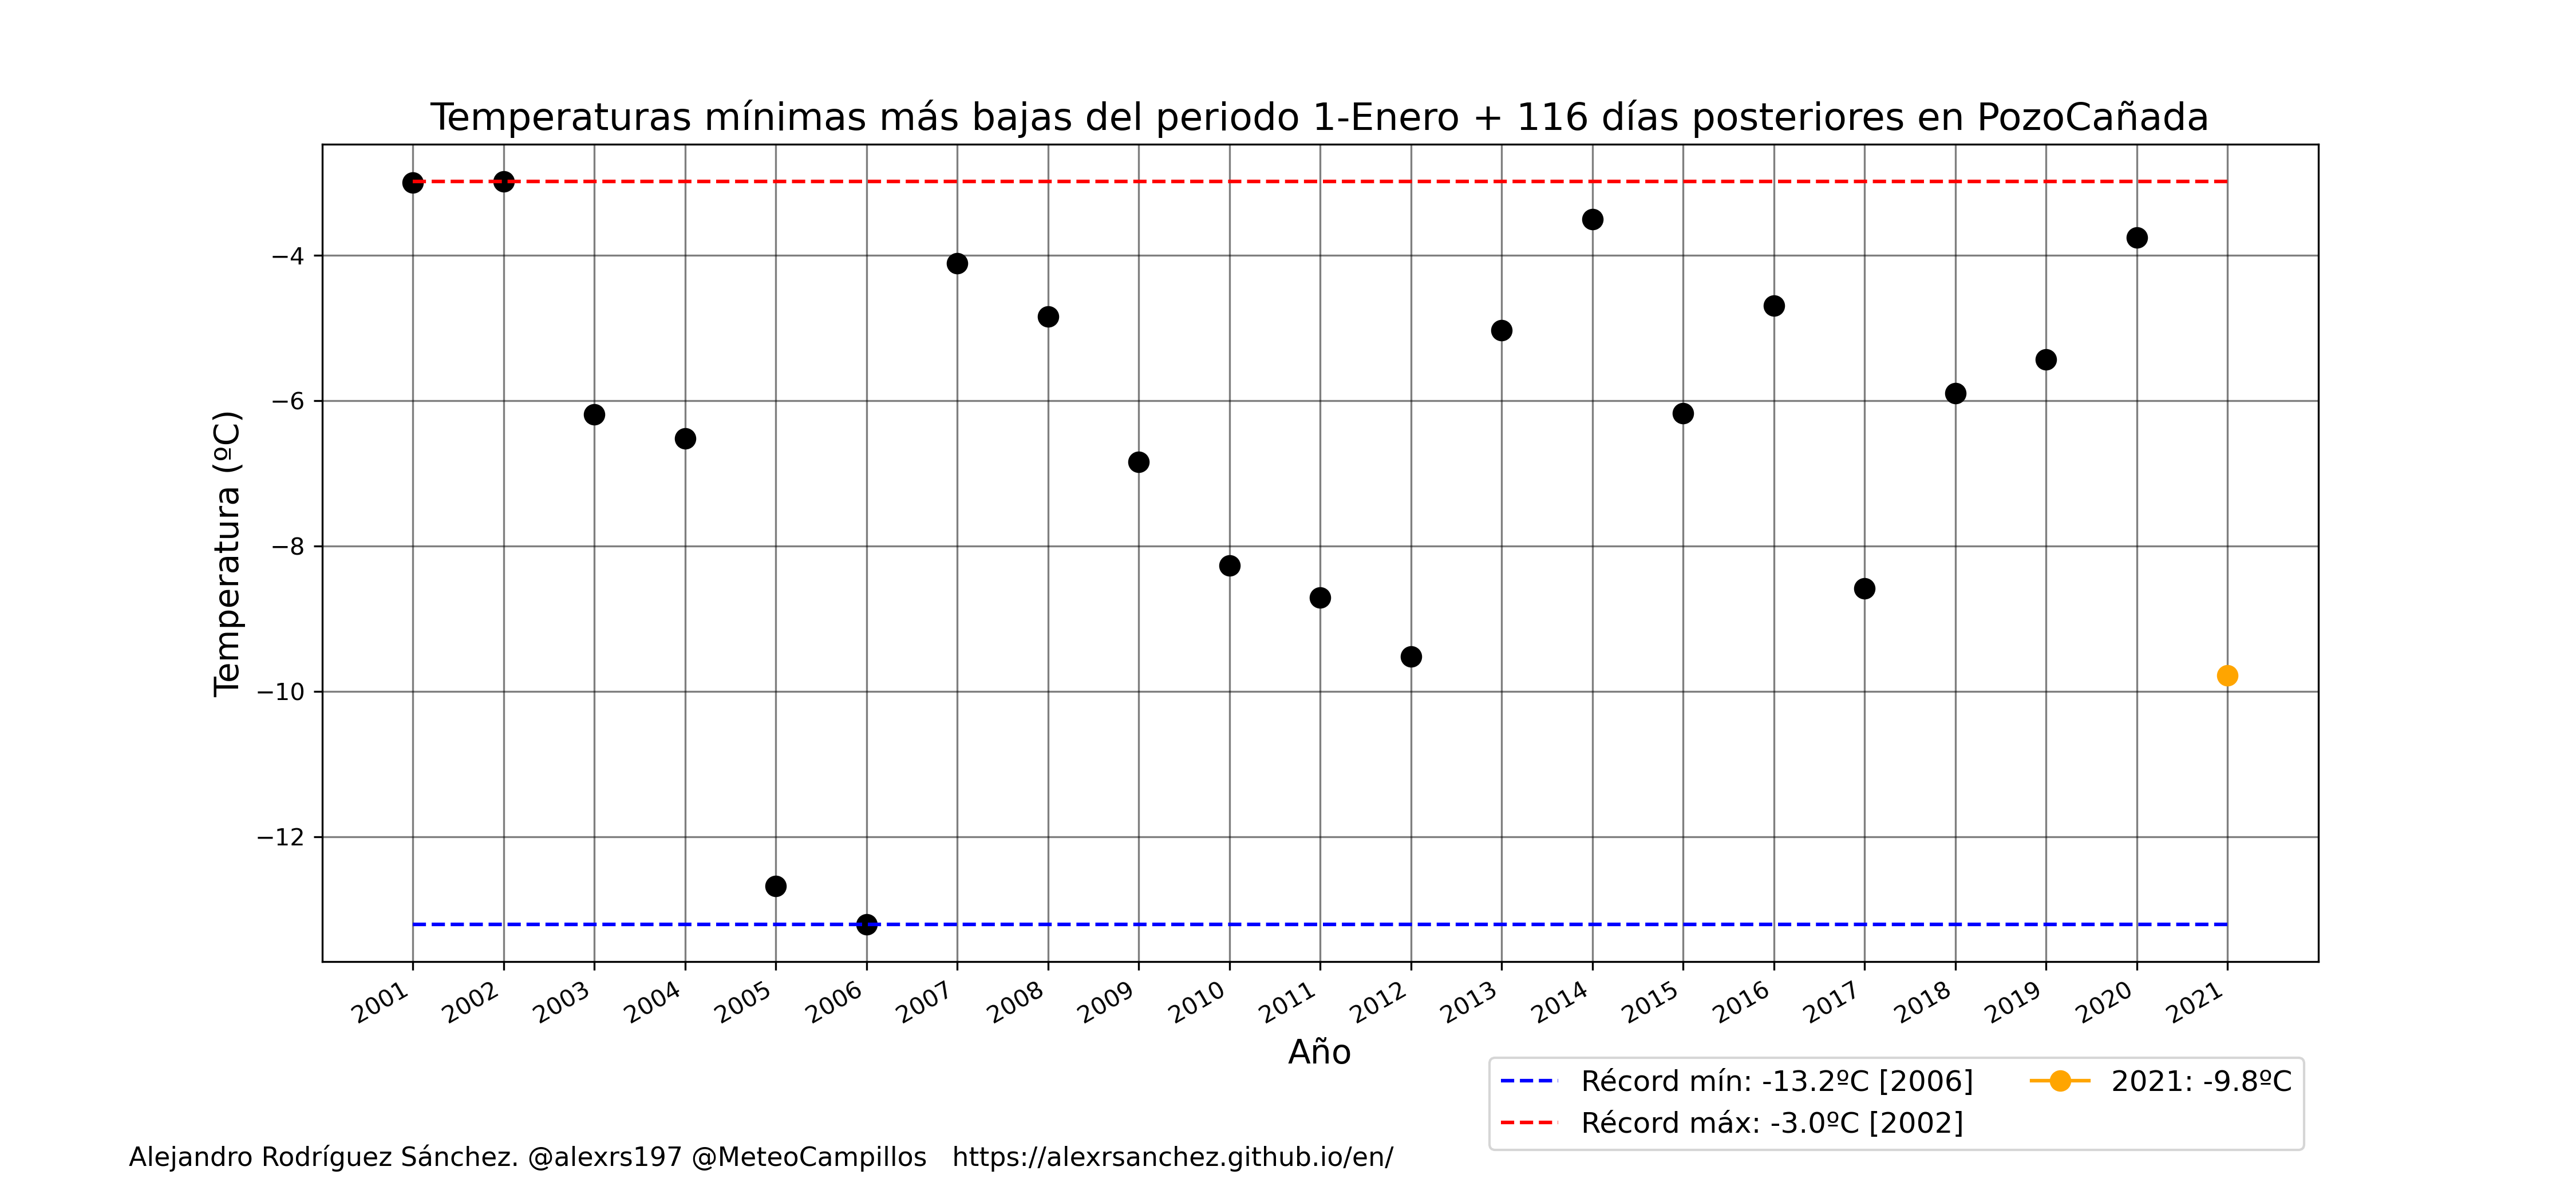 Temperaturas mínimas más bajas del periodo 1-Enero + 116 días posteriores en PozoCañada
Temperatura (ºC)
−4
−6
−8
−10
−12
2001 2002 2003 2004 2005 2006 2007 2008 2009 2010 2011 2012 2013 2014 2015 2016 2017 2018 2019 2020 2021
Año
Récord mín: -13.2ºC [2006]
Récord máx: -3.0ºC [2002]
2021: -9.8ºC
Alejandro Rodríguez Sánchez. @alexrs197 @MeteoCampillos https://alexrsanchez.github.io/en/